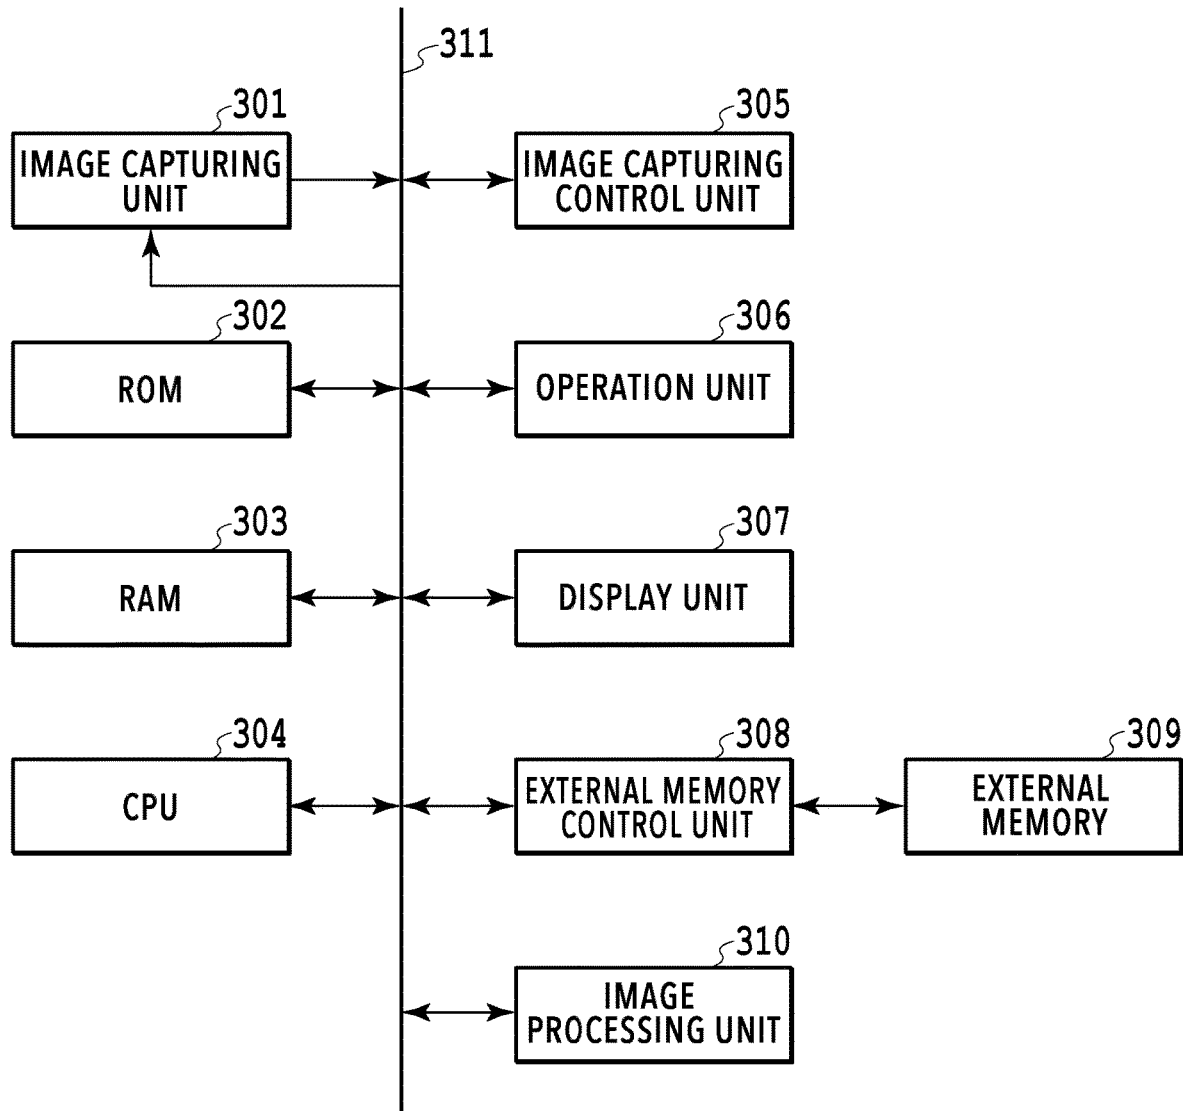 311
301
IMAGE CAPTURING
UNIT
305
IMAGE CAPTURING
CONTROL UNIT
302
ROM
306
OPERATION UNIT
303
RAM
307
DISPLAY UNIT
304
CPU
308
EXTERNAL MEMORY
CONTROL UNIT
309
EXTERNAL
MEMORY
310
IMAGE
PROCESSING UNIT